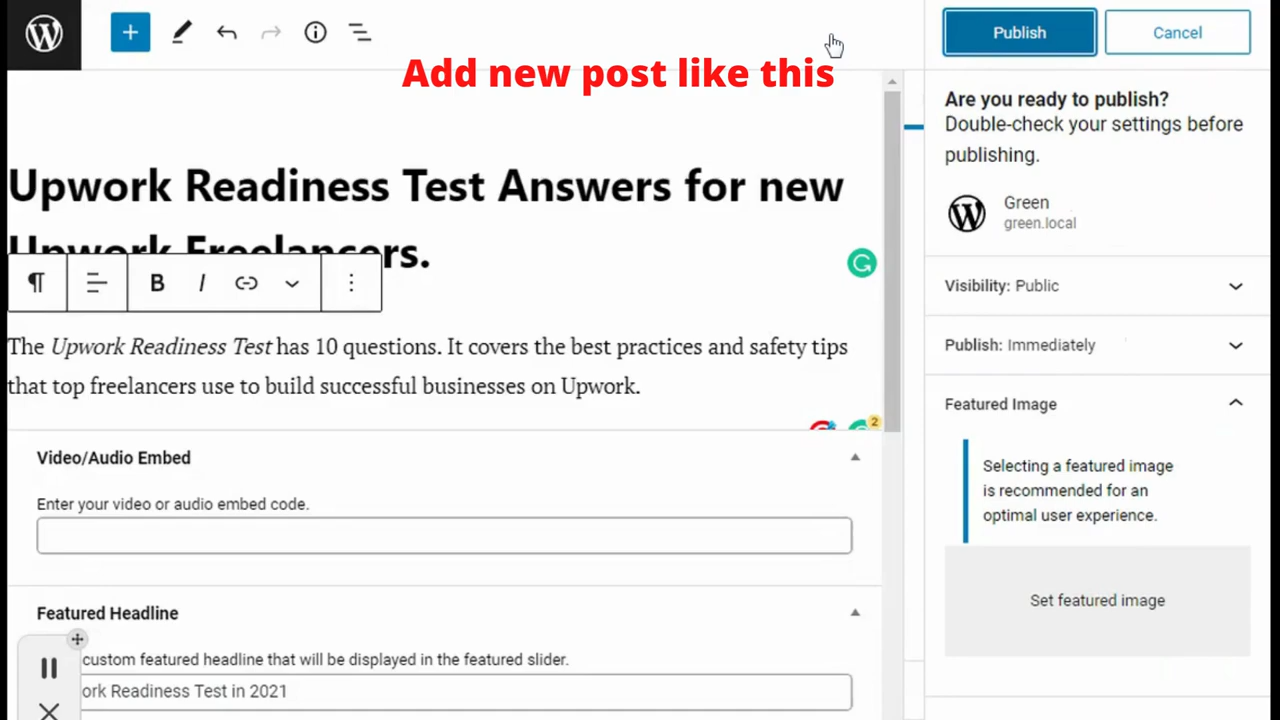 Publish
Cancel
Add new post like this
Are you ready to publish?
Double-check your settings before
publishing.
Upwork Readiness Test Answers for new
Upwork Freelancers.
Green
green.local
B I
Visibility: Public
The Upwork Readiness Test has 10 questions. It covers the best practices and safety tips
that top freelancers use to build successful businesses on Upwork.
Publish: Immediately
2
Featured Image
Video/Audio Embed
Selecting a featured image
is recommended for an
optimal user experience.
Enter your video or audio embed code.
Set featured image
Featured Headline
custom featured headline that will be displayed in the featured slider.
ork Readiness Test in 2021